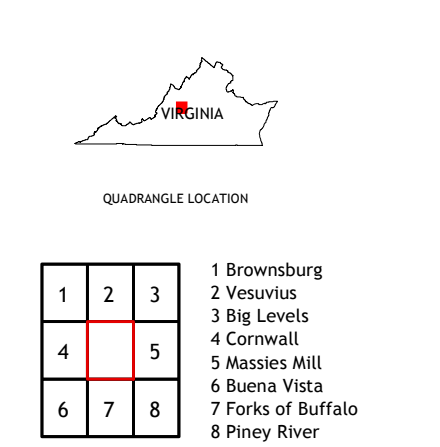 VIRGINIA
QUADRANGLE LOCATION
1 2 3
4 5
6 7 8
1 Brownsburg
2 Vesuvius
3 Big Levels
4 Cornwall
5 Massies Mill
6 Buena Vista
7 Forks of Buffalo
8 Piney River